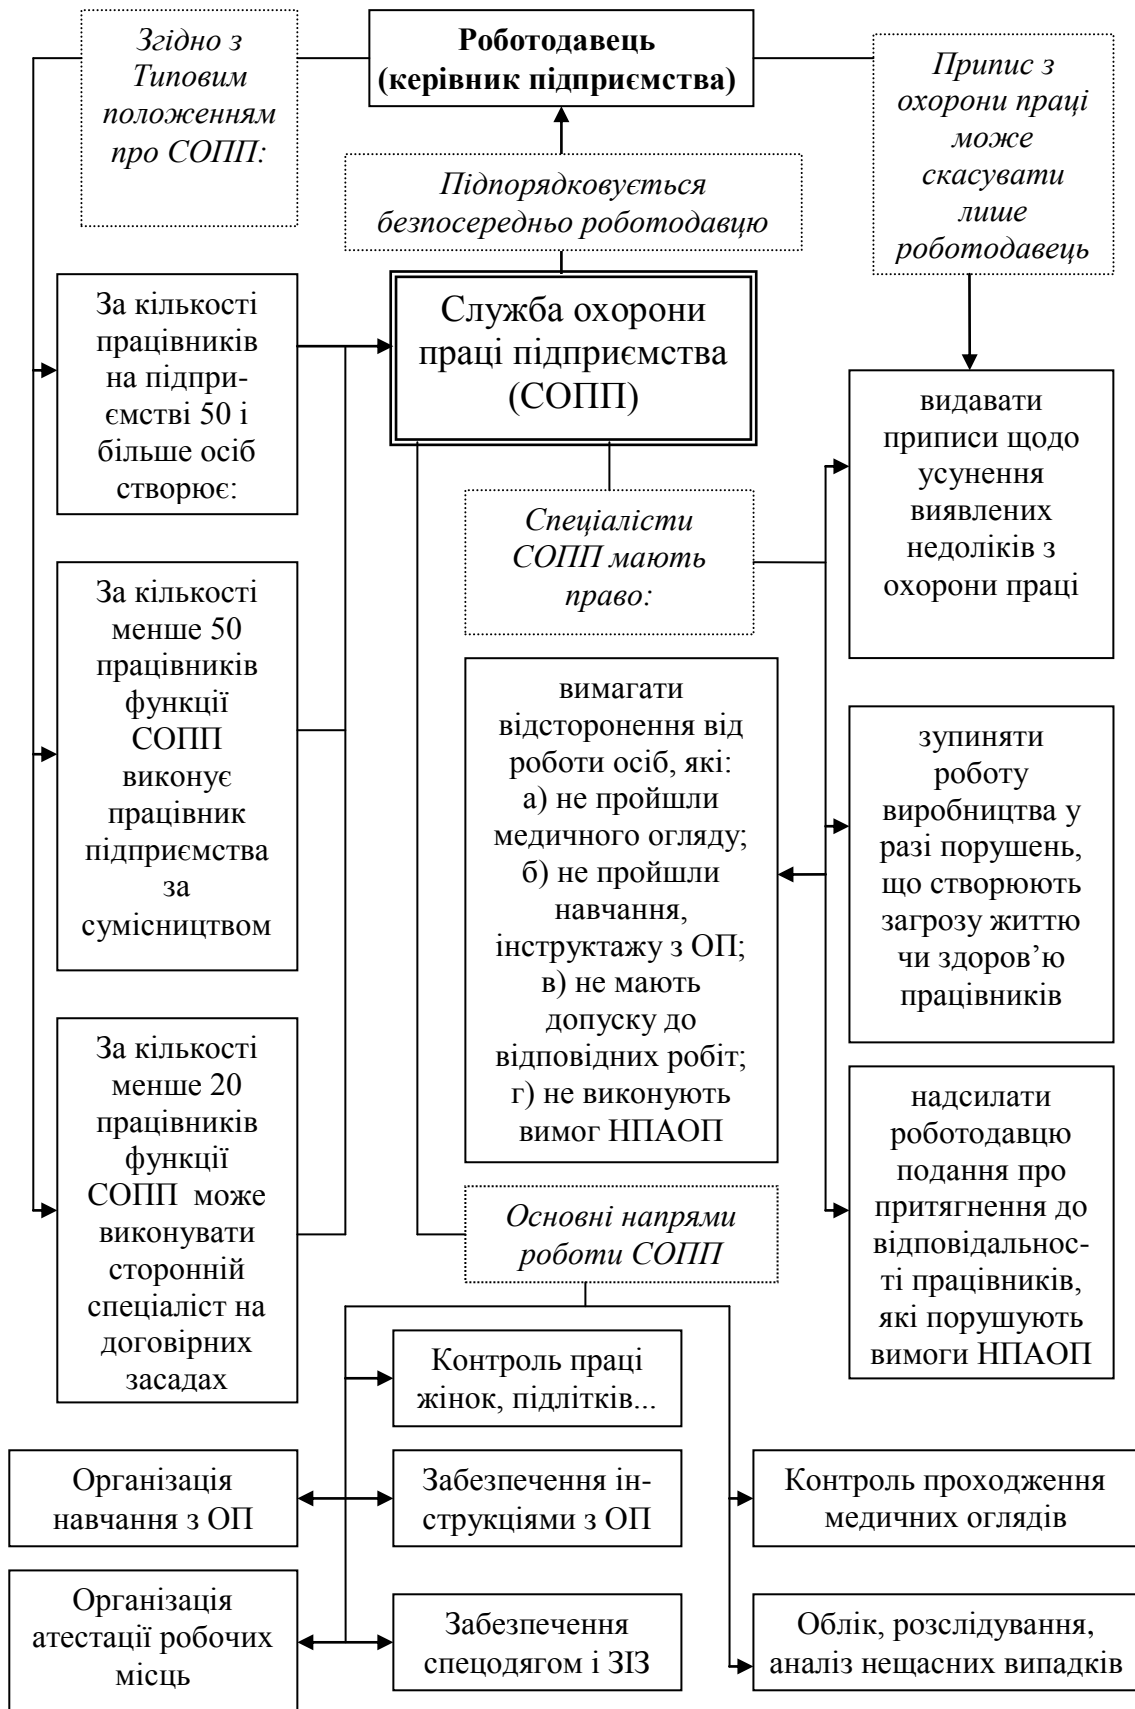 Згідно з
Типовим
положенням
про СОПП:
Роботодавець
(керівник підприємства)
Припис з
охорони праці
може
скасувати
лише
роботодавець
Підпорядковується
безпосередньо роботодавцю
За кількості
працівників
на підпри-
ємстві 50 і
більше осіб
створює:
Служба охорони
праці підприємства
(СОПП)
видавати
приписи щодо
усунення
виявлених
недоліків з
охорони праці
Спеціалісти
СОПП мають
право:
За кількості
менше 50
працівників
функції
СОПП
виконує
працівник
підприємства
за
сумісництвом
вимагати
відсторонення від
роботи осіб, які:
а) не пройшли
медичного огляду;
б) не пройшли
навчання,
інструктажу з ОП;
в) не мають
допуску до
відповідних робіт;
г) не виконують
вимог НПАОП
зупиняти
роботу
виробництва у
разі порушень,
що створюють
загрозу життю
чи здоров’ю
працівників
За кількості
менше 20
працівників
функції
СОПП може
виконувати
сторонній
спеціаліст на
договірних
засадах
надсилати
роботодавцю
подання про
притягнення до
відповідальнос-
ті працівників,
які порушують
вимоги НПАОП
Основні напрями
роботи СОПП
Контроль праці
жінок, підлітків...
Організація
навчання з ОП
Забезпечення ін-
струкціями з ОП
Контроль проходження
медичних оглядів
Організація
атестації робочих
місць
Забезпечення
спецодягом і ЗІЗ
Облік, розслідування,
аналіз нещасних випадків